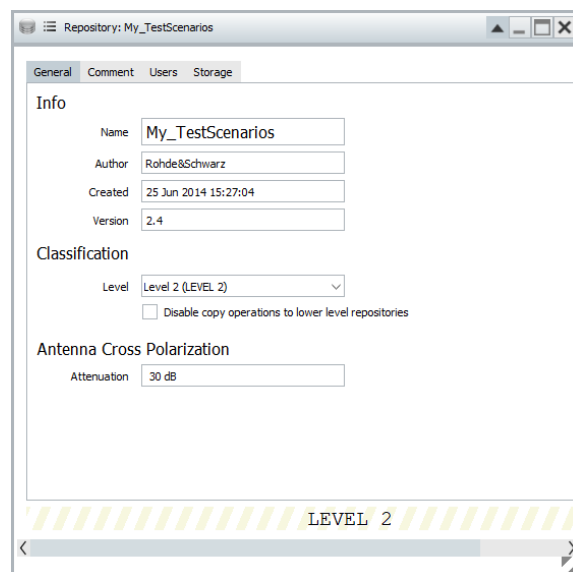 Repository: My_TestScenarios
General Comment Users Storage
Info
Name My_TestScenarios
Author Rohde&Schwarz
Created 25 Jun 2014 15:27:04
Version 2.4
Classification
Level Level 2 (LEVEL 2)
Disable copy operations to lower level repositories
Antenna Cross Polarization
Attenuation 30 dB
LEVEL 2